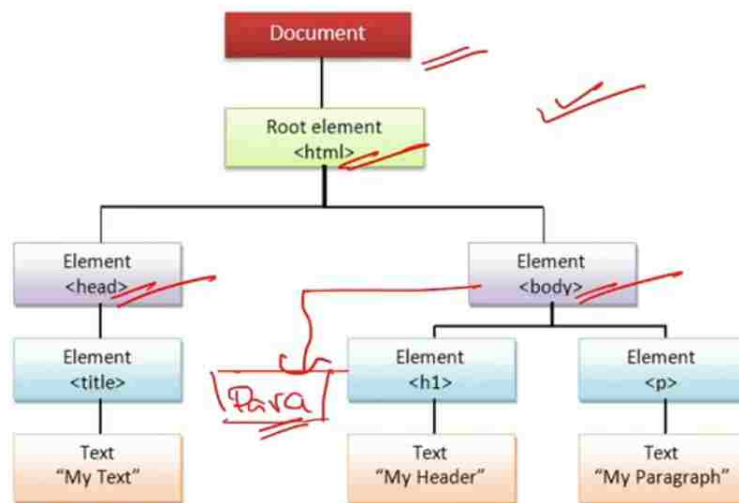 Document
Root element
<html>
Element
<head>
Element
<body>
Element
<title>
Para
Element
<h1>
Element
<p>
Text
“My Text”
Text
“My Header”
Text
“My Paragraph”